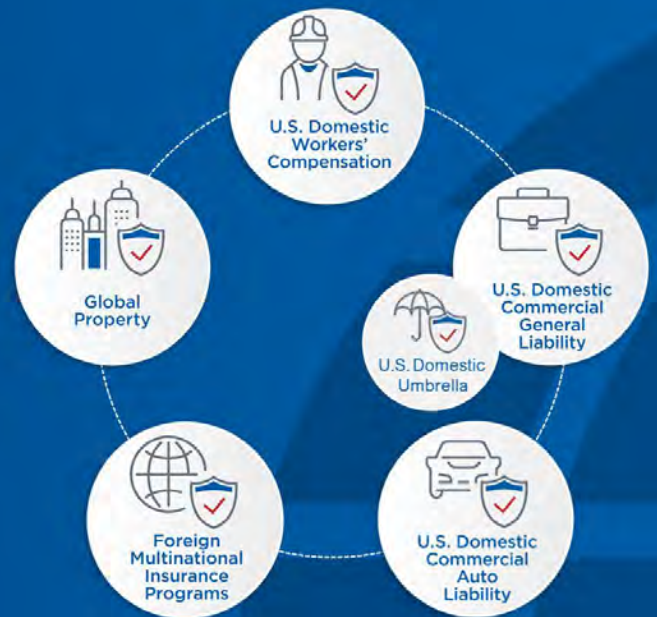 U.S. Domestic
Workers'
Compensation
Global
Property
U.S. Domestic
Commercial
General
Liability
U.S. Domestic
Umbrella
Foreign
Multinational
Insurance
Programs
U.S. Domestic
Commercial
Auto
Liability